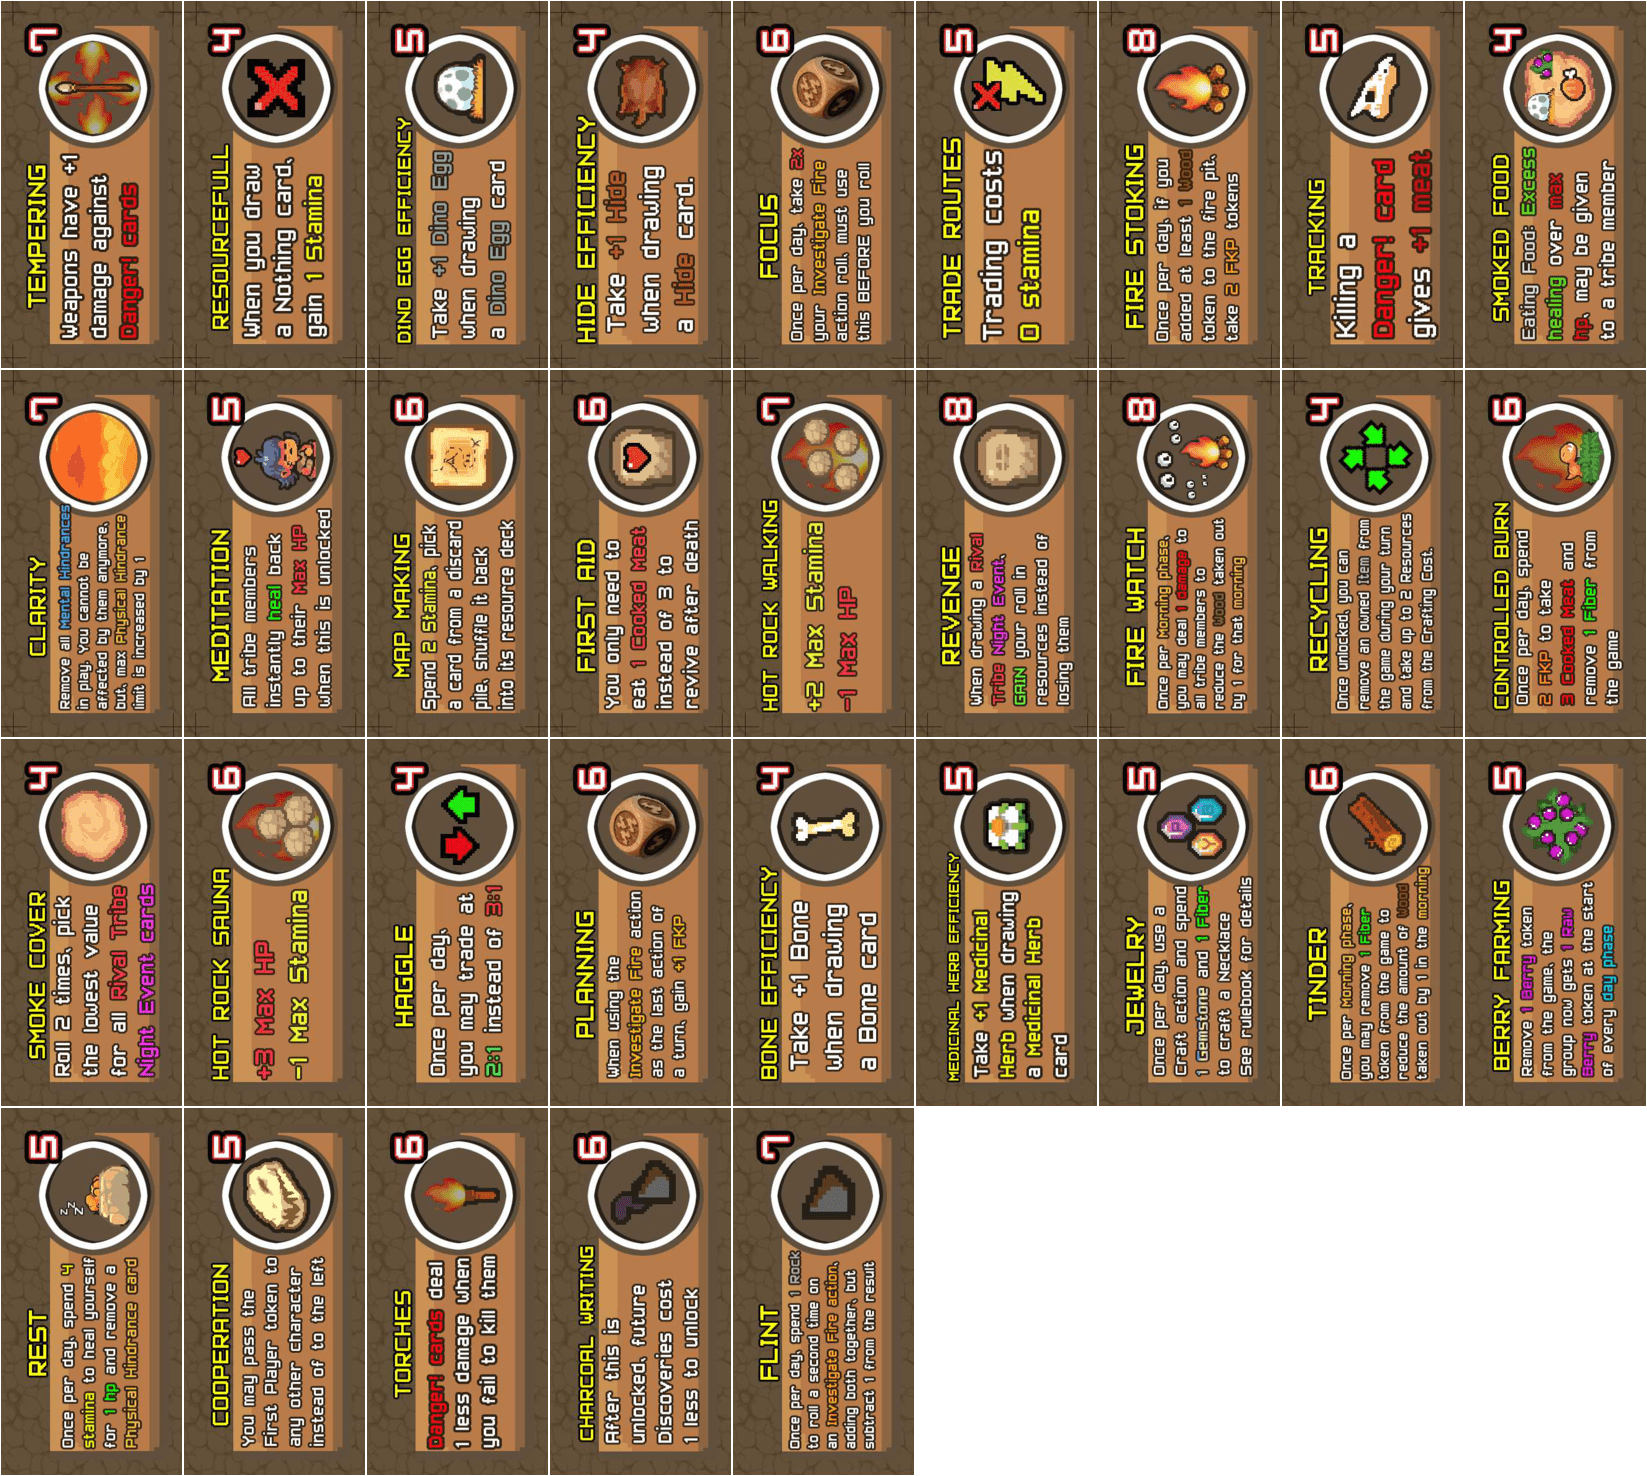 TEMPERING
7
Weapons have +1
damage against
Danger! cards
RESOURCEFULL
4
When you draw
a Nothing card,
gain 1 Stamina
DINO EGG EFFICIENCY
5
Take +1 Dino Egg
when drawing
a Dino Egg card
HIDE EFFICIENCY
4
Take +1 Hide
when drawing
a Hide card.
FOCUS
6
Once per day, take 2x
your Investigate Fire
action roll, must use
this BEFORE you roll
TRADE ROUTES
5
Trading costs
0 stamina
FIRE STOKING
8
Once per day, if you
added at least 1 Wood
token to the fire pit,
take 2 FKP tokens
TRACKING
5
Killing a
Danger! card
gives +1 meat
SMOKED FOOD
4
Eating Food: Excess
healing over max
hp, may be given
to a tribe member
CLARITY
7
Remove all Mental Hindrances
in play. You cannot be
affected by them anymore,
but, max Physical Hindrance
limit is increased by 1
MEDITATION
5
All tribe members
instantly heal back
up to their Max HP
when this is unlocked
MAP MAKING
6
Spend 2 Stamina, pick
a card from a discard
pile, shuffle it back
into its resource deck
FIRST AID
6
You only need to
eat 1 Cooked Meat
instead of 3 to
revive after death
HOT ROCK WALKING
7
+2 Max Stamina
-1 Max HP
REVENGE
8
When drawing a Rival
Tribe Night Event,
GAIN your roll in
resources instead of
losing them
FIRE WATCH
8
Once per Morning phase,
you may deal 1 damage to
all tribe members to
reduce the Wood taken out
by 1 for that morning
RECYCLING
4
Once unlocked, you can
remove an owned Item from
the game during your turn
and take up to 2 Resources
from the Crafting Cost.
CONTROLLED BURN
6
Once per day, spend
2 FKP to take
3 Cooked Meat and
remove 1 Fiber from
the game
SMOKE COVER
4
Roll 2 times, pick
the lowest value
for all Rival Tribe
Night Event cards
HOT ROCK SAUNA
6
+3 Max HP
-1 Max Stamina
HAGGLE
4
Once per day,
you may trade at
2:1 instead of 3:1
PLANNING
6
When using the
Investigate Fire action
as the last action of
a turn, gain +1 FKP
BONE EFFICIENCY
4
Take +1 Bone
when drawing
a Bone card
MEDICINAL HERB EFFICIENCY
5
Take +1 Medicinal
Herb when drawing
a Medicinal Herb
card
JEWELRY
5
Once per day, use a
Craft action and spend
1 Gemstone and 1 Fiber
to craft a Necklace
See rulebook for details
TINDER
6
Once per Morning phase,
you may remove 1 Fiber
token from the game to
reduce the amount of Wood
taken out by 1 in the morning
BERRY FARMING
5
Remove 1 Berry token
from the game, the
group now gets 1 Raw
Berry token at the start
of every day phase
REST
5
Once per day, spend 4
stamina to heal yourself
for 1 hp and remove a
Physical Hindrance card
z z z
COOPERATION
5
You may pass the
First Player token to
any other character
instead of to the left
TORCHES
6
Danger! cards deal
1 less damage when
you fail to kill them
CHARCOAL WRITING
6
After this is
unlocked, future
Discoveries cost
1 less to unlock
FLINT
7
Once per day, spend 1 Rock
to roll a second time on
an Investigate Fire action,
adding both together, but
subtract 1 from the result